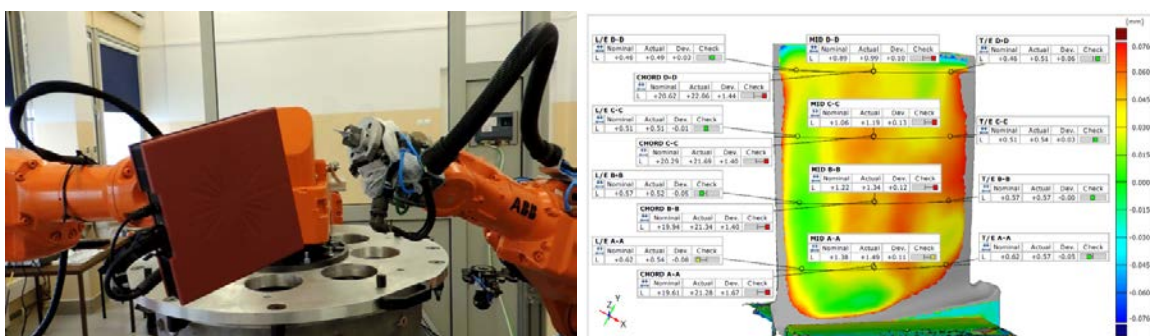 ABB
[mm]
L/E D-D
Nominal Actual Dev. Check
L +0.46 +0.49 +0.03
MID D-D
Nominal Actual Dev. Check
L +0.89 +0.99 +0.10
T/E D-D
Nominal Actual Dev. Check
L +0.46 +0.51 +0.06
CHORD D-D
Nominal Actual Dev. Check
L +20.62 +22.06 +1.44
L/E C-C
Nominal Actual Dev. Check
L +0.51 +0.51 -0.01
MID C-C
Nominal Actual Dev. Check
L +1.06 +1.19 +0.13
T/E C-C
Nominal Actual Dev. Check
L +0.51 +0.54 +0.03
CHORD C-C
Nominal Actual Dev. Check
L +20.29 +21.69 +1.40
L/E B-B
Nominal Actual Dev. Check
L +0.57 +0.52 -0.05
MID B-B
Nominal Actual Dev. Check
L +1.22 +1.34 +0.12
T/E B-B
Nominal Actual Dev. Check
L +0.57 +0.57 -0.00
CHORD B-B
Nominal Actual Dev. Check
L +19.94 +21.34 +1.40
L/E A-A
Nominal Actual Dev. Check
L +0.62 +0.54 -0.08
MID A-A
Nominal Actual Dev. Check
L +1.38 +1.49 +0.11
T/E A-A
Nominal Actual Dev. Check
L +0.62 +0.57 -0.05
CHORD A-A
Nominal Actual Dev. Check
L +19.61 +21.28 +1.67
Z Y
X
0.076
0.060
0.045
0.030
0.015
0.000
-0.015
-0.030
-0.045
-0.060
-0.076